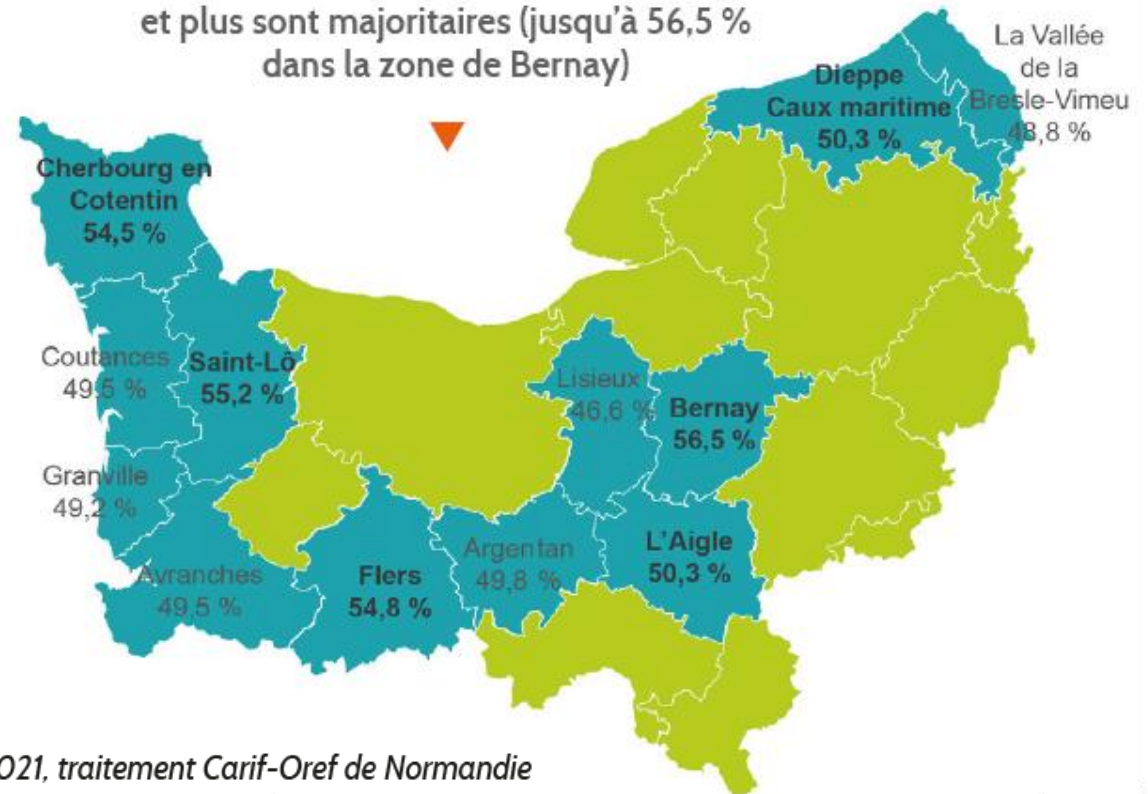 et plus sont majoritaires (jusqu'à 56,5 %
dans la zone de Bernay)
La Vallée
de la
Bresle-Vimeu
48,8 %
Dieppe
Caux maritime
50,3 %
Cherbourg en
Cotentin
54,5 %
Coutances
49,5 %
Saint-Lô
55,2 %
Lisieux
46,6 %
Bernay
56,5 %
Granville
49,2 %
Avranches
49,5 %
Flers
54,8 %
Argentan
49,8 %
L'Aigle
50,3 %
021, traitement Carif-Oref de Normandie